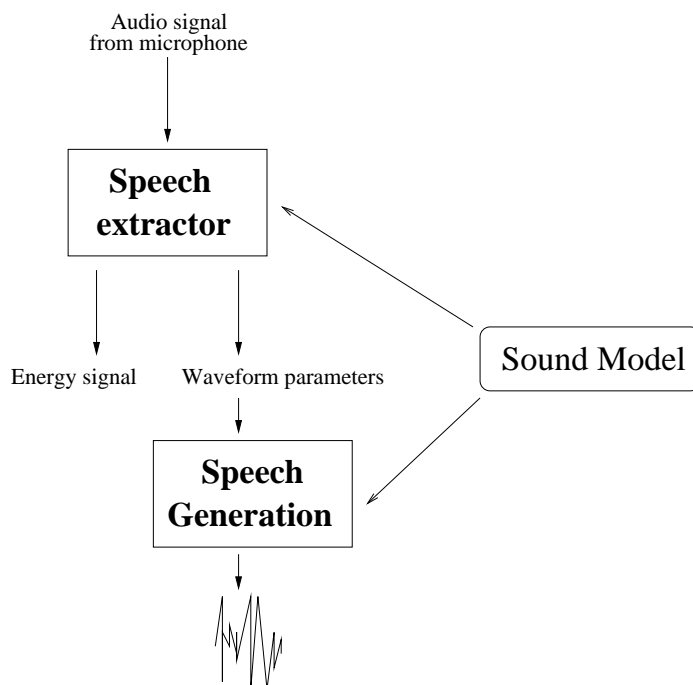 Audio signal
from microphone
Speech
extractor
Energy signal
Waveform parameters
Sound Model
Speech
Generation